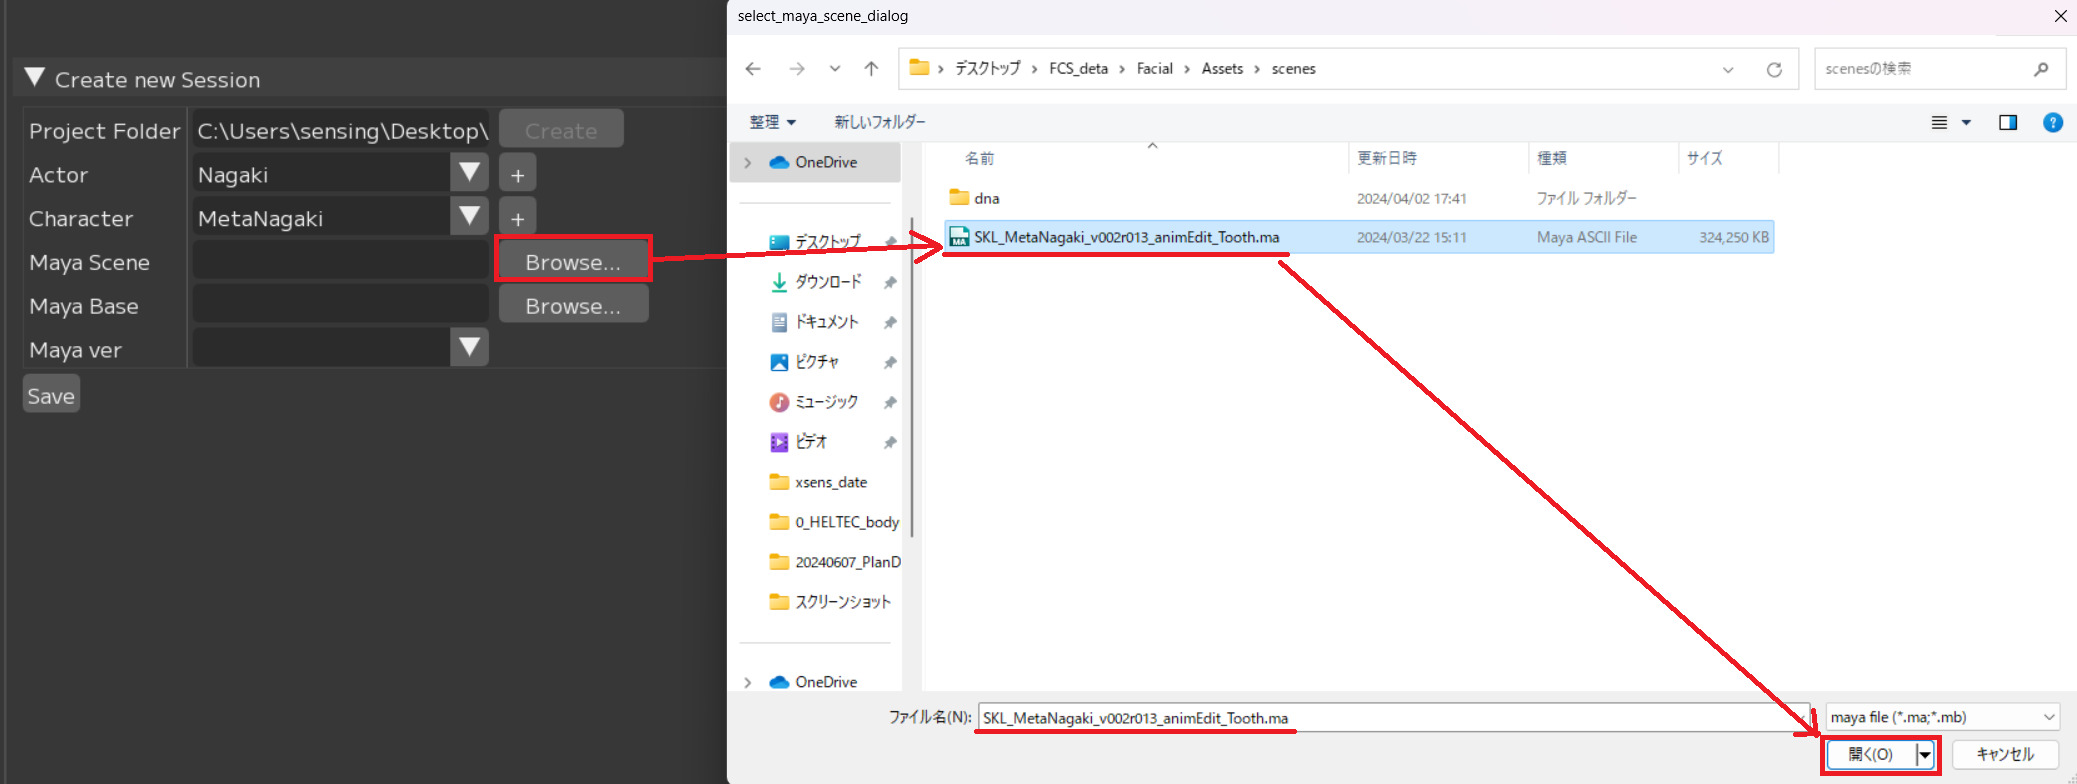 Create new Session
Project Folder C:\Users\sensing\Desktop\ Create
Actor Nagaki +
Character MetaNagaki +
Maya Scene Browse...
Maya Base Browse...
Maya ver
Save
select_maya_scene_dialog
デスクトップ > FCS_deta > Facial > Assets > scenes
scenesの検索
整理 新しいフォルダー
OneDrive
デスクトップ
ダウンロード
ドキュメント
ピクチャ
ミュージック
ビデオ
xsens_date
0_HELTEC_body
20240607_PlanD
スクリーンショット
OneDrive
名前 更新日時 種類 サイズ
dna 2024/04/02 17:41 ファイル フォルダー
SKL_MetaNagaki_v002r013_animEdit_Tooth.ma 2024/03/22 15:11 Maya ASCII File 324,250 KB
ファイル名(N): SKL_MetaNagaki_v002r013_animEdit_Tooth.ma maya file (*.ma;*.mb)
開く(O) キャンセル